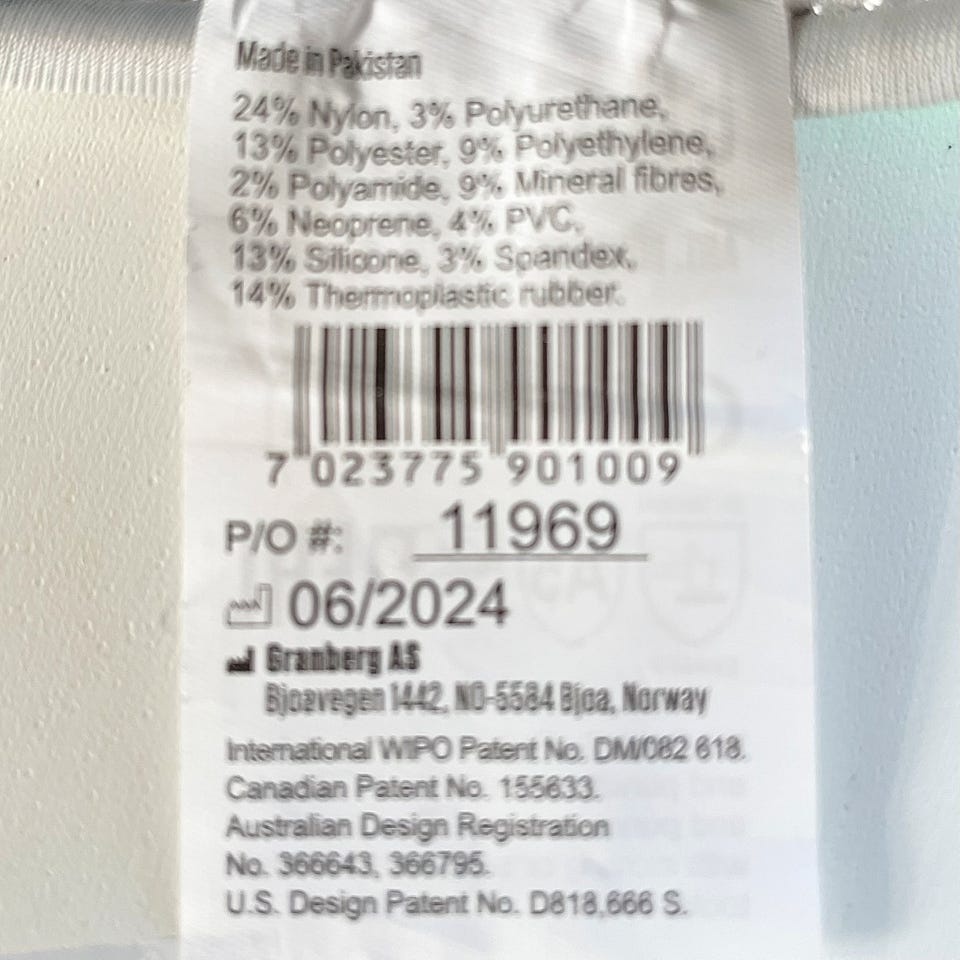 Made in Pakistan
24% Nylon, 3% Polyurethane,
13% Polyester, 9% Polyethylene,
2% Polyamide, 9% Mineral fibres,
6% Neoprene, 4% PVC,
13% Silicone, 3% Spandex,
14% Thermoplastic rubber.
7 023775 901009
P/O #: 11969
06/2024
Granberg AS
Bjoavegen 1442, NO-5584 Bjoa, Norway
International WIPO Patent No. DM/082 618.
Canadian Patent No. 155633.
Australian Design Registration
No. 366643, 366795.
U.S. Design Patent No. D818,666 S.